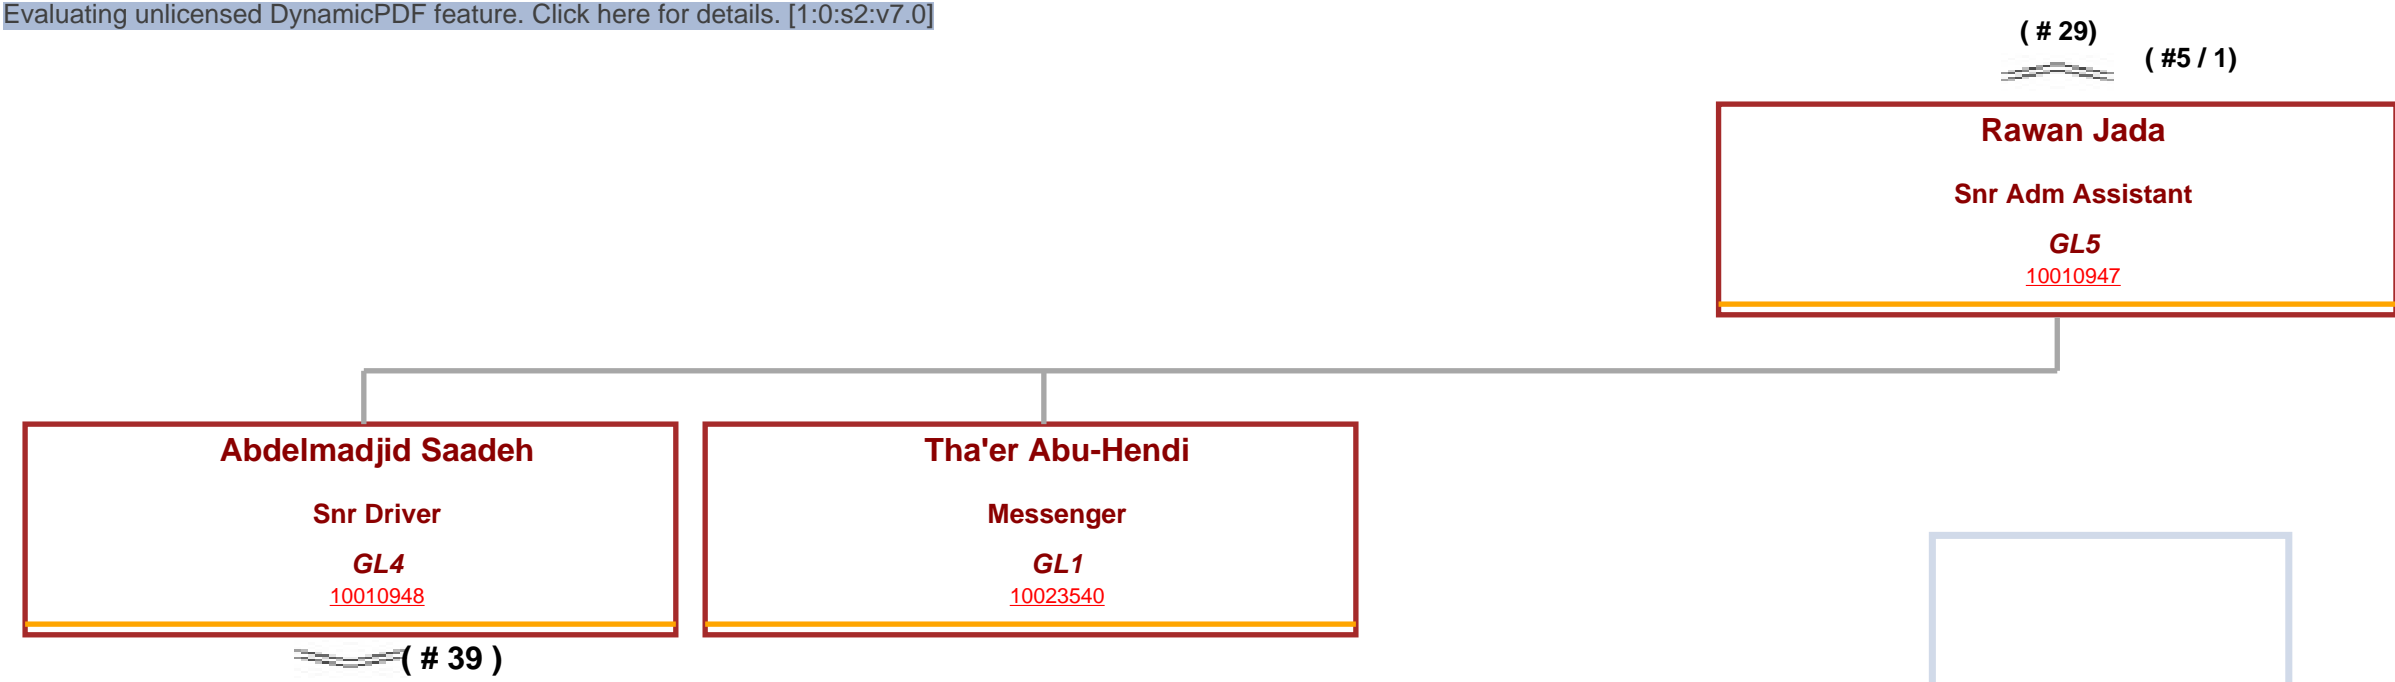 Evaluating unlicensed DynamicPDF feature. Click here for details. [1:0:s2:v7.0]
( # 29)
( #5 / 1)
Rawan Jada
Snr Adm Assistant
GL5
10010947
Abdelmadjid Saadeh
Snr Driver
GL4
10010948
( # 39 )
Tha'er Abu-Hendi
Messenger
GL1
10023540